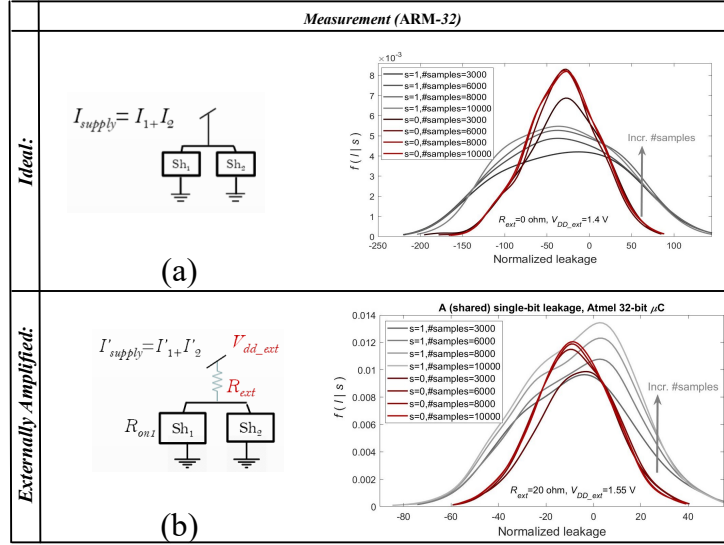 Measurement (ARM-32)
Ideal:
I_supply= I_1+ I_2
Sh_1
Sh_2
(a)
×10^-3
s=1,#samples=3000
s=1,#samples=6000
s=1,#samples=8000
s=1,#samples=10000
s=0,#samples=3000
s=0,#samples=6000
s=0,#samples=8000
s=0,#samples=10000
Incr. #samples
R_ext=0 ohm, V_DD_ext=1.4 V
f ( l | s )
8
7
6
5
4
3
2
1
0
-250 -200 -150 -100 -50 0 50 100
Normalized leakage
Externally Amplified:
I'_supply=I'_1+I'_2
V_dd_ext
R_ext
R_on1
Sh_1
Sh_2
(b)
A (shared) single-bit leakage, Atmel 32-bit μC
s=1,#samples=3000
s=1,#samples=6000
s=1,#samples=8000
s=1,#samples=10000
s=0,#samples=3000
s=0,#samples=6000
s=0,#samples=8000
s=0,#samples=10000
Incr. #samples
R_ext=20 ohm, V_DD_ext=1.55 V
f ( l | s )
0.014
0.012
0.01
0.008
0.006
0.004
0.002
0
-80 -60 -40 -20 0 20 40
Normalized leakage